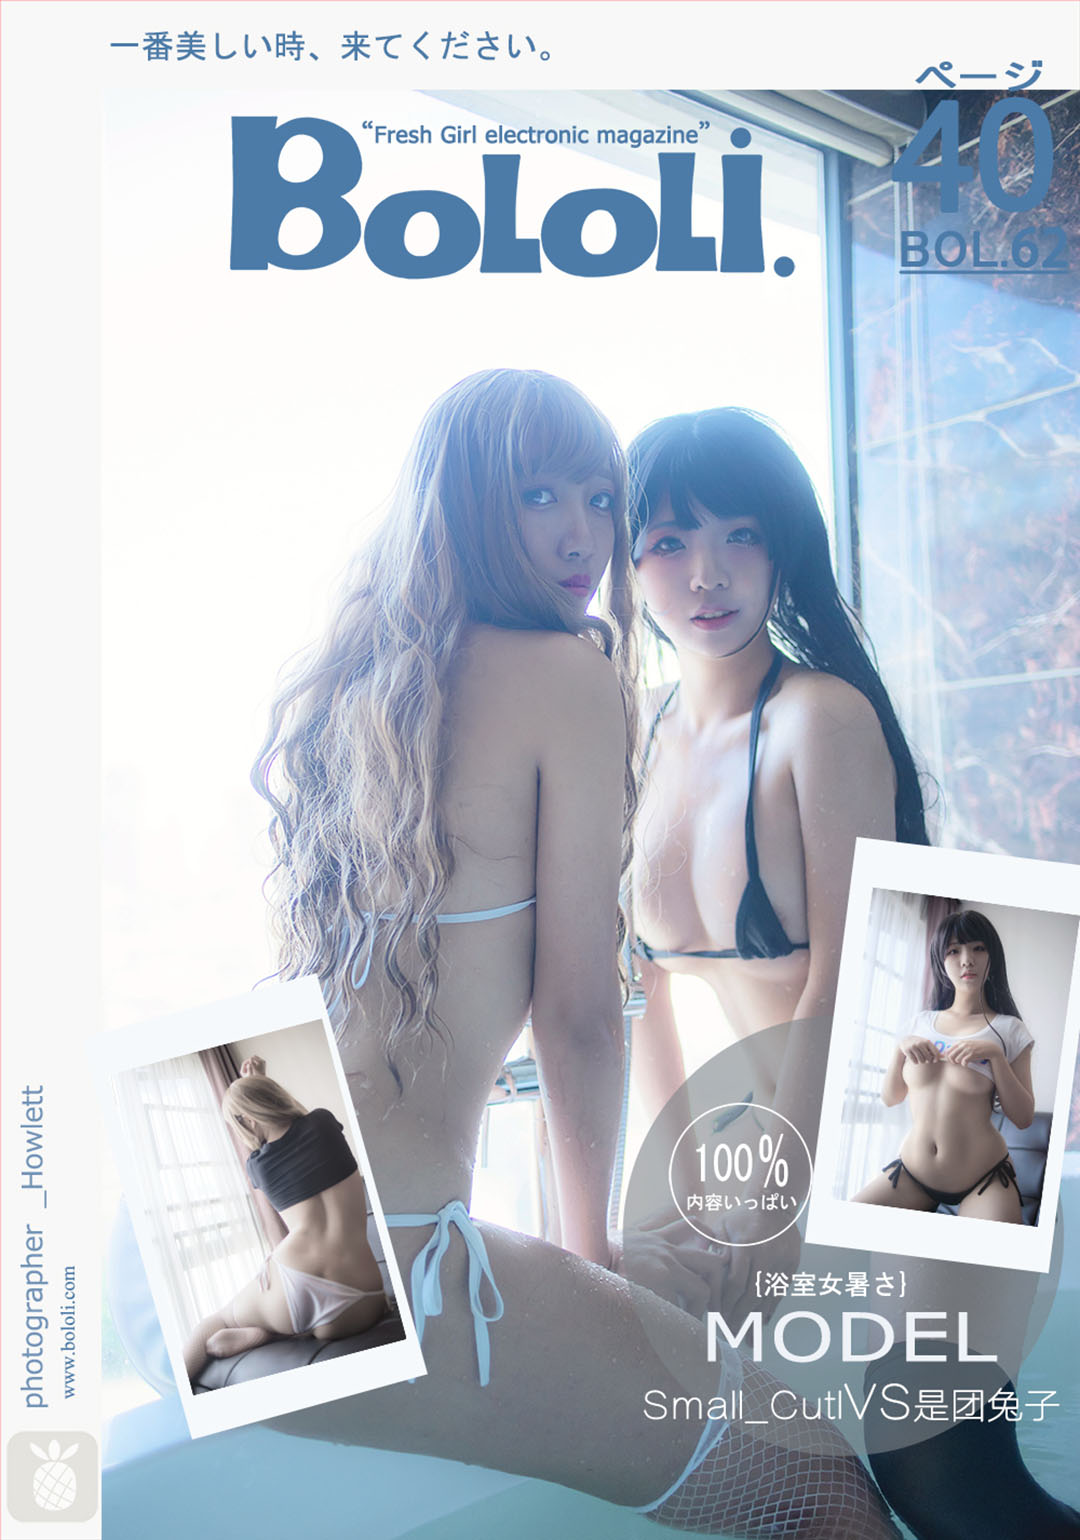 一番美しい時、来てください。
ページ
40
BOL.62
“Fresh Girl electronic magazine”
BoLoLi.
100%
内容いっぱい
{浴室女暑さ}
MODEL
Small_CutlVS是团兔子
photographer _Howlett
www.bololi.com